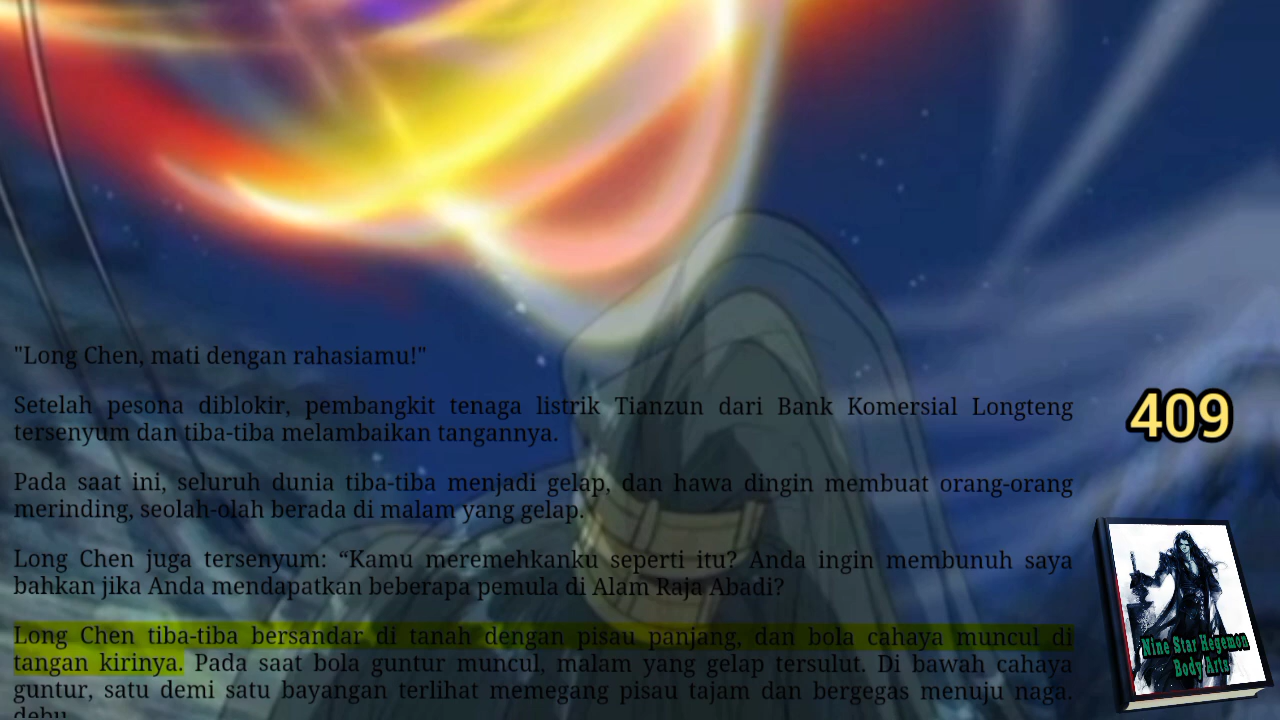 "Long Chen, mati dengan rahasiamu!"
Setelah pesona diblokir, pembangkit tenaga listrik Tianzun dari Bank Komersial Longteng
tersenyum dan tiba-tiba melambaikan tangannya.
Pada saat ini, seluruh dunia tiba-tiba menjadi gelap, dan hawa dingin membuat orang-orang
merinding, seolah-olah berada di malam yang gelap.
Long Chen juga tersenyum: “Kamu meremehkanku seperti itu? Anda ingin membunuh saya
bahkan jika Anda mendapatkan beberapa pemula di Alam Raja Abadi?
Long Chen tiba-tiba bersandar di tanah dengan pisau panjang, dan bola cahaya muncul di
tangan kirinya. Pada saat bola guntur muncul, malam yang gelap tersulut. Di bawah cahaya
guntur, satu demi satu bayangan terlihat memegang pisau tajam dan bergegas menuju naga.
debu
409
Nine Star Hegemon
Body Arts